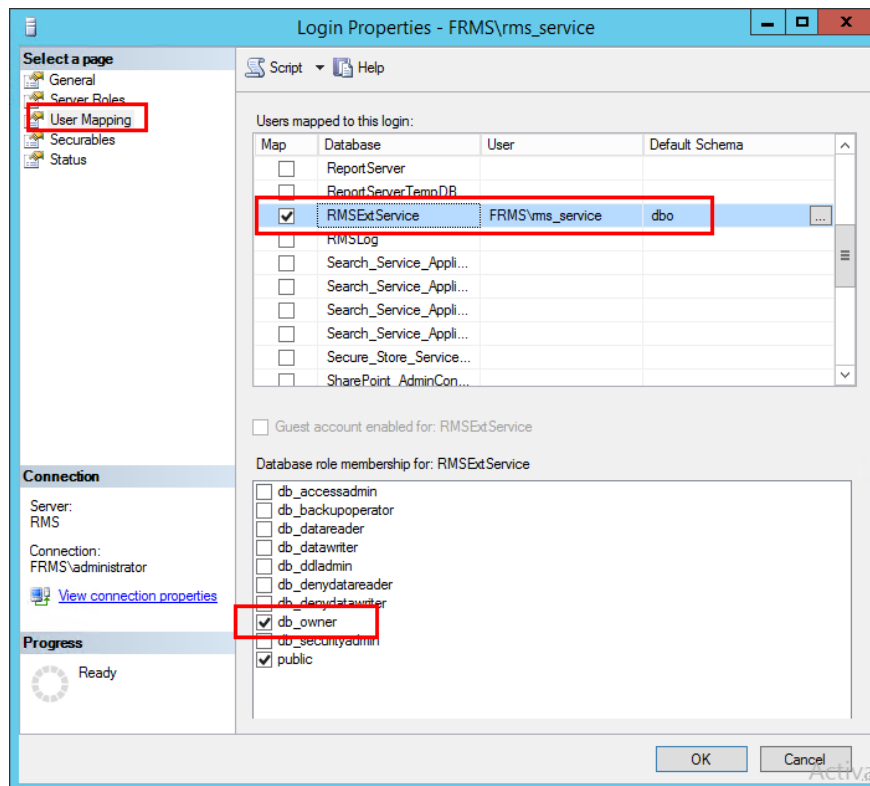 Login Properties - FRMS\rms_service
Select a page
General
Server Roles
User Mapping
Securables
Status
Script
Help
Users mapped to this login:
Map Database User Default Schema
ReportServer
ReportServerTempDB
RMSExtService FRMS\rms_service dbo ...
RMSLog
Search_Service_Appli...
Search_Service_Appli...
Search_Service_Appli...
Search_Service_Appli...
Secure_Store_Service...
SharePoint_AdminCon...
Guest account enabled for: RMSExtService
Database role membership for: RMSExtService
db_accessadmin
db_backupoperator
db_datareader
db_datawriter
db_ddladmin
db_denydatareader
db_denydatawriter
db_owner
db_securityadmin
public
Connection
Server:
RMS
Connection:
FRMS\administrator
View connection properties
Progress
Ready
OK Cancel
Activa